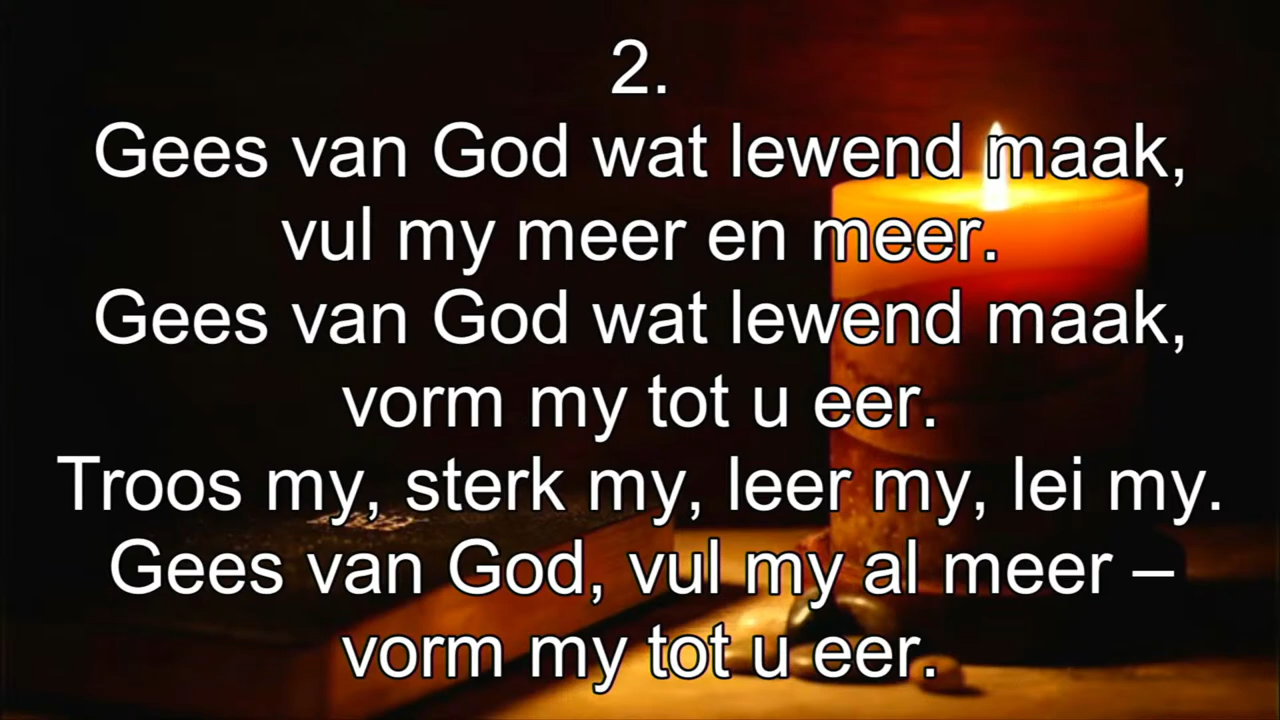 2.
Gees van God wat lewend maak,
vul my meer en meer.
Gees van God wat lewend maak,
vorm my tot u eer.
Troos my, sterk my, leer my, lei my.
Gees van God, vul my al meer –
vorm my tot u eer.